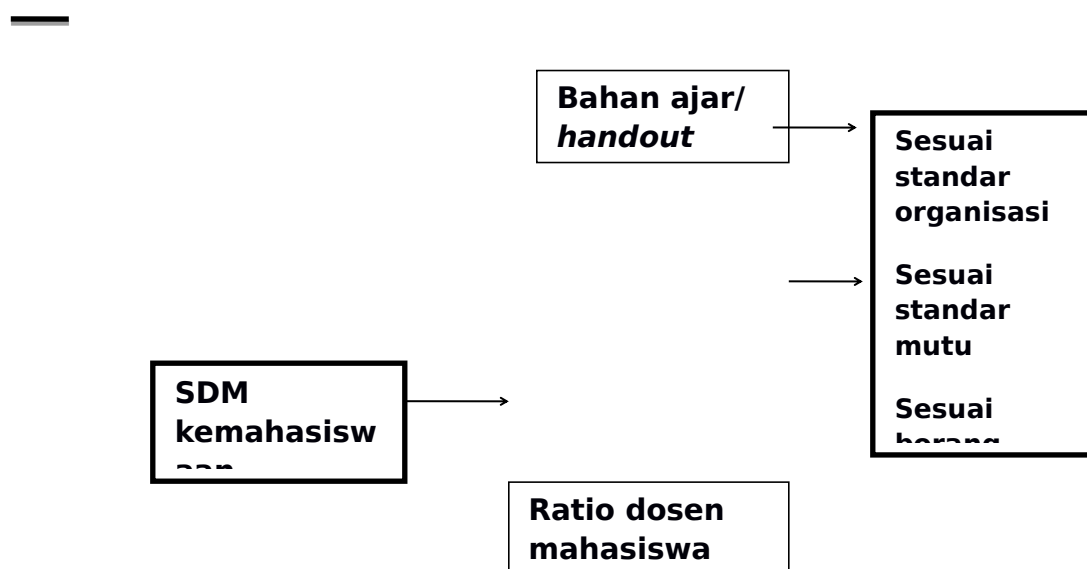 Bahan ajar/
handout
Sesuai
standar
organisasi
Sesuai
standar
mutu
Sesuai
SDM
kemahasisw
Ratio dosen
mahasiswa